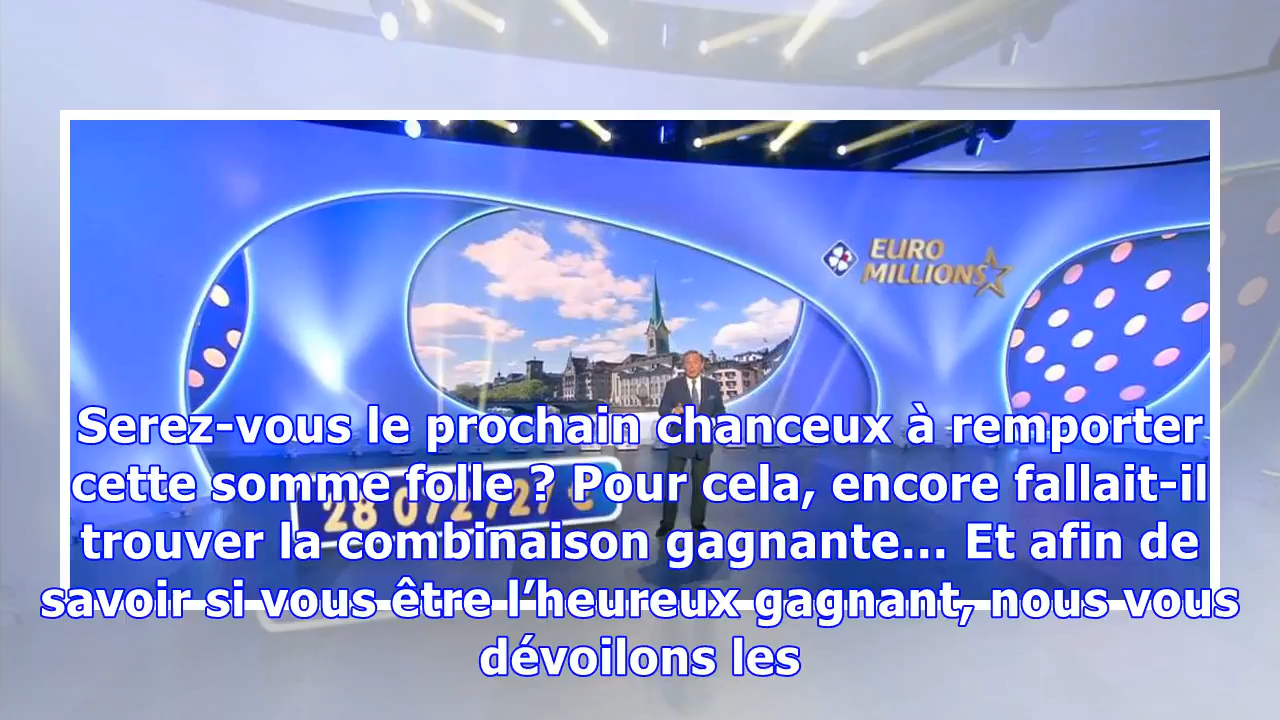 EURO
MILLIONS
Serez-vous le prochain chanceux à remporter
cette somme folle ? Pour cela, encore fallait-il
trouver la combinaison gagnante... Et afin de
savoir si vous être l’heureux gagnant, nous vous
dévoilons les